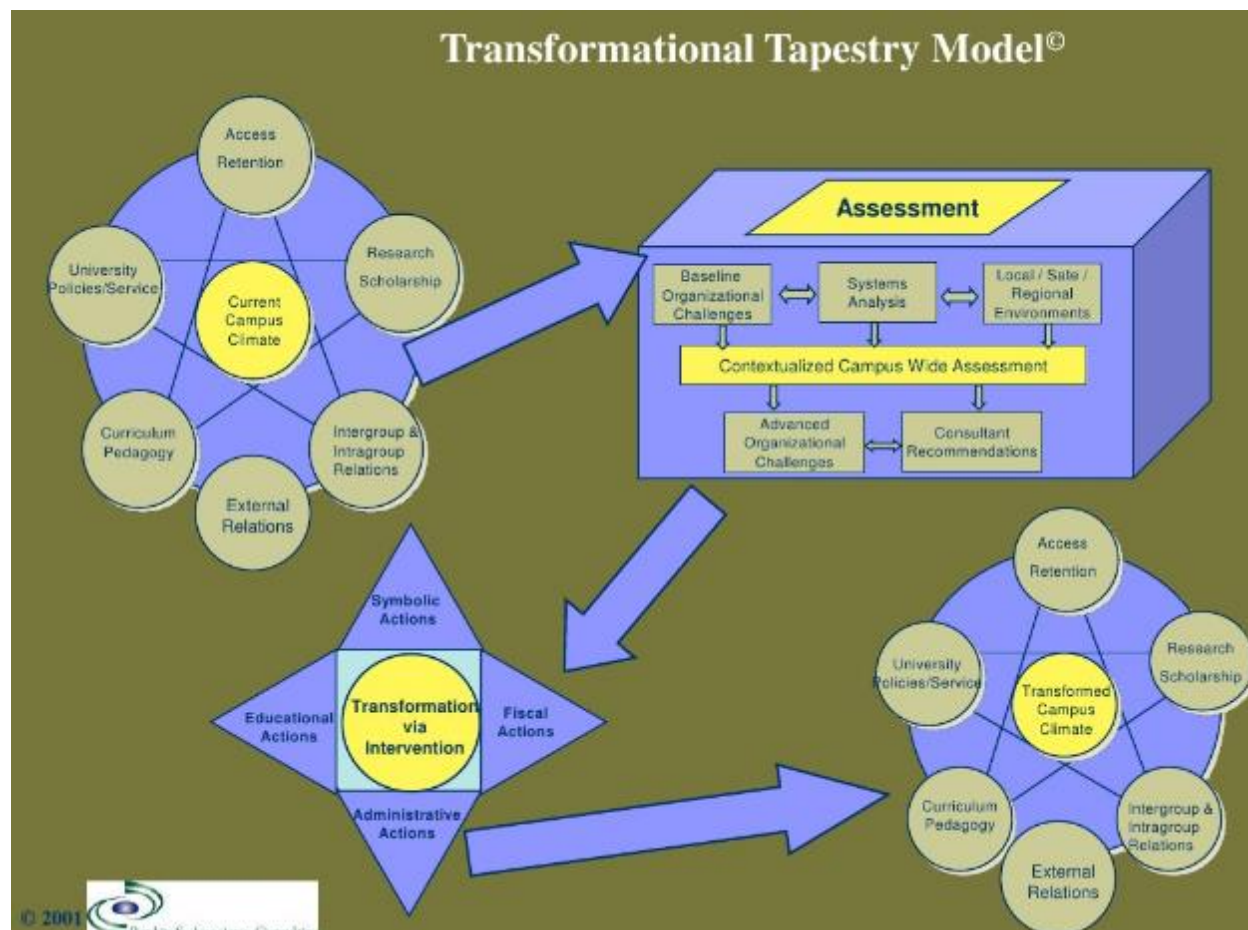 Transformational Tapestry Model©
Access
Retention
University
Policies/Service
Research
Scholarship
Current
Campus
Climate
Curriculum
Pedagogy
Intergroup &
Intragroup
Relations
External
Relations
Assessment
Baseline
Organizational
Challenges
Systems
Analysis
Local / Sate /
Regional
Environments
Contextualized Campus Wide Assessment
Advanced
Organizational
Challenges
Consultant
Recommendations
Symbolic
Actions
Educational
Actions
Transformation
via
Intervention
Fiscal
Actions
Administrative
Actions
Access
Retention
University
Policies/Service
Research
Scholarship
Transformed
Campus
Climate
Curriculum
Pedagogy
Intergroup &
Intragroup
Relations
External
Relations
© 2001